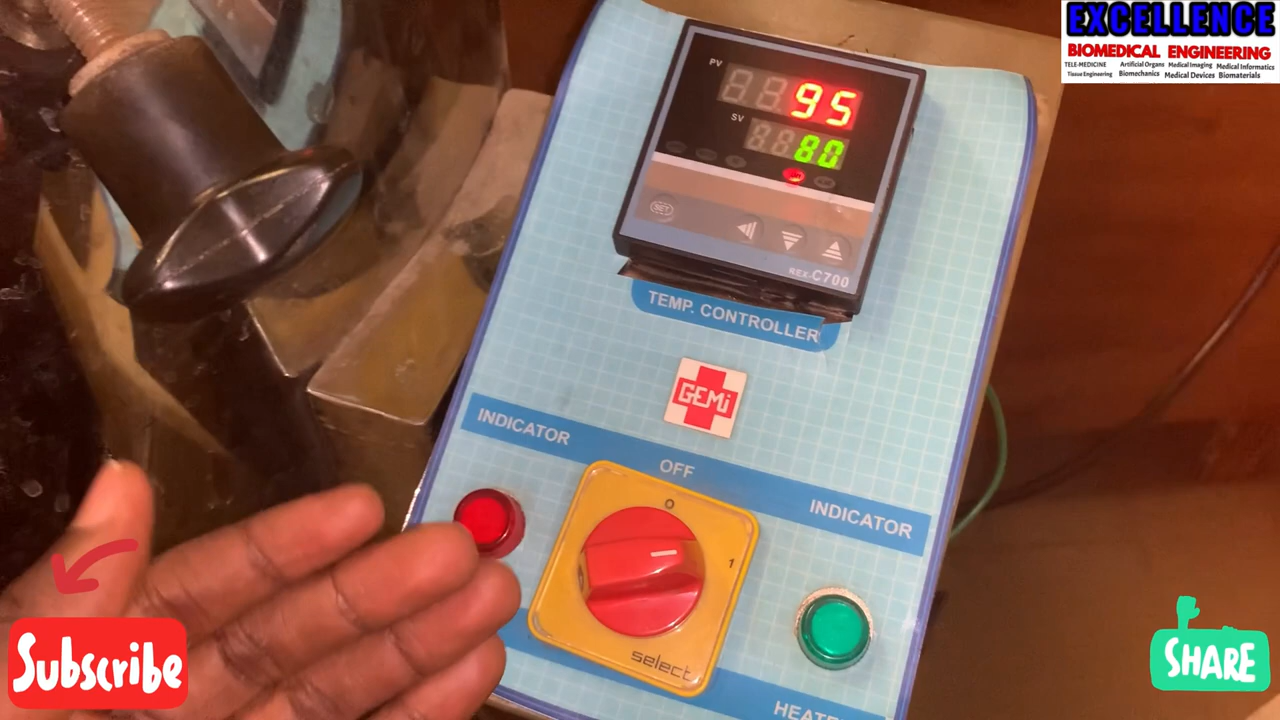 EXCELLENCE
BIOMEDICAL ENGINEERING
TELE-MEDICINE Artificial Organs Medical Imaging Medical Informatics
Tissue Engineering Biomechanics Medical Devices Biomaterials
PV
95
SV
80
SET
REX-C700
TEMP. CONTROLLER
GEMi
INDICATOR
OFF
INDICATOR
0
1
select
Subscribe
SHARE